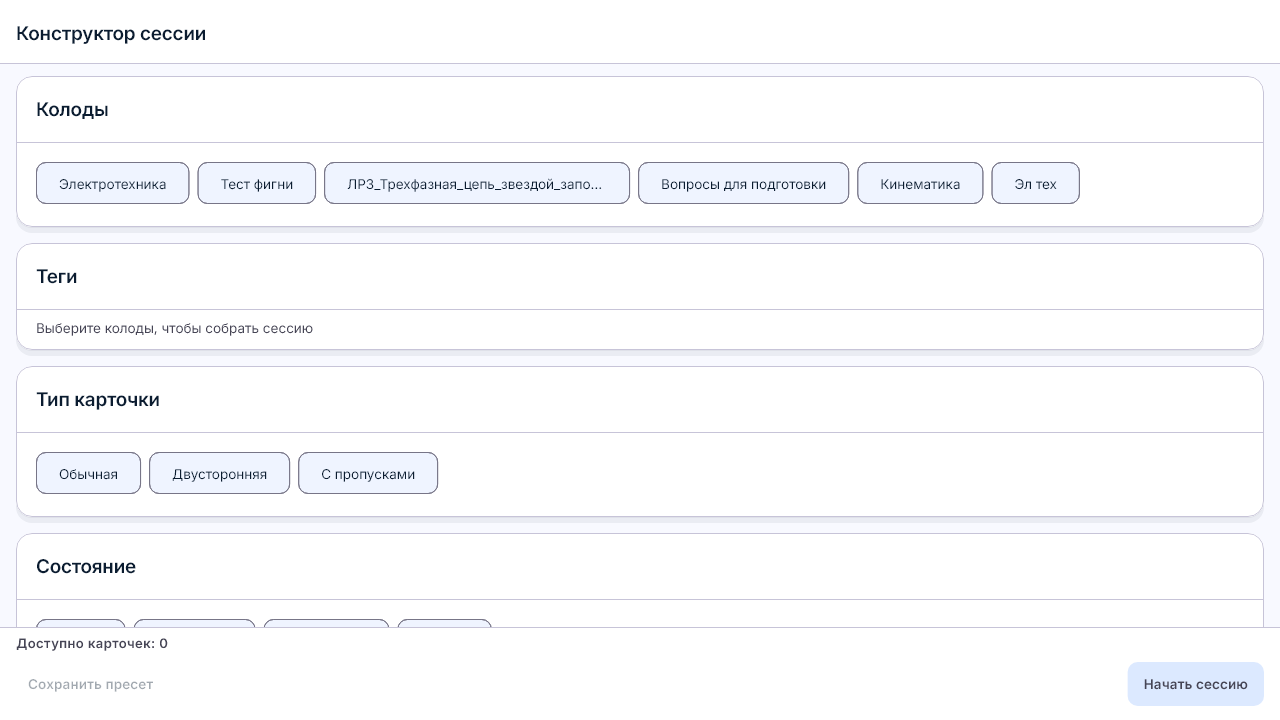 Конструктор сессии
Колоды
Электротехника
Тест фигни
ЛР3_Трехфазная_цепь_звездой_запо...
Вопросы для подготовки
Кинематика
Эл тех
Теги
Выберите колоды, чтобы собрать сессию
Тип карточки
Обычная
Двусторонняя
С пропусками
Состояние
Доступно карточек: 0
Сохранить пресет
Начать сессию